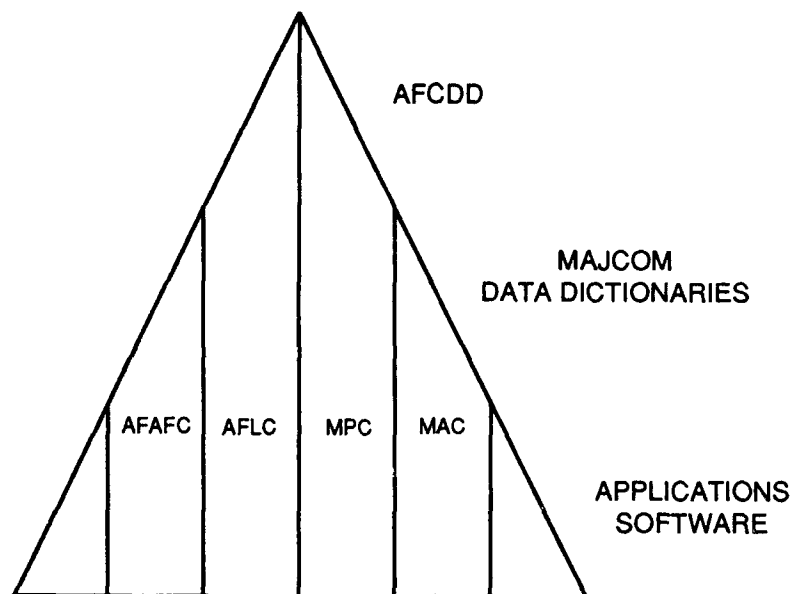 AFCDD
MAJCOM
DATA DICTIONARIES
AFAFC
AFLC
MPC
MAC
APPLICATIONS
SOFTWARE